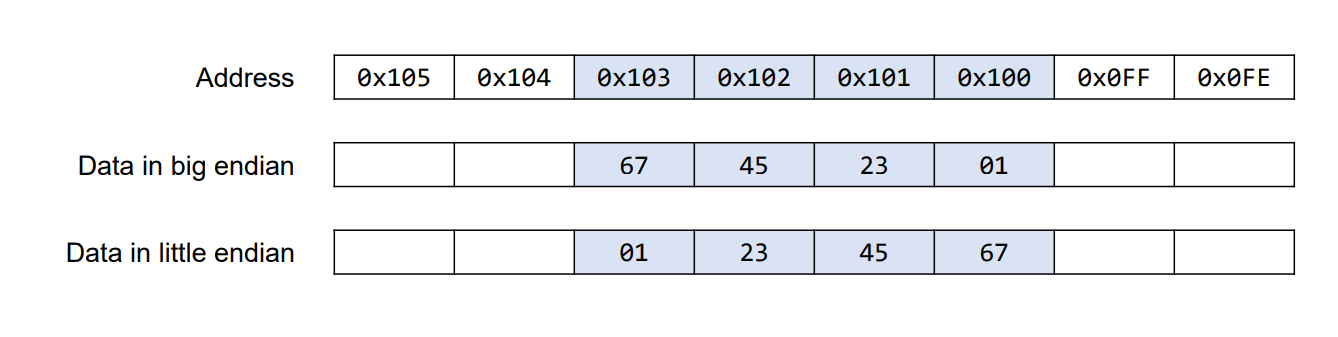 Address 0x105 0x104 0x103 0x102 0x101 0x100 0x0FF 0x0FE
Data in big endian 67 45 23 01
Data in little endian 01 23 45 67